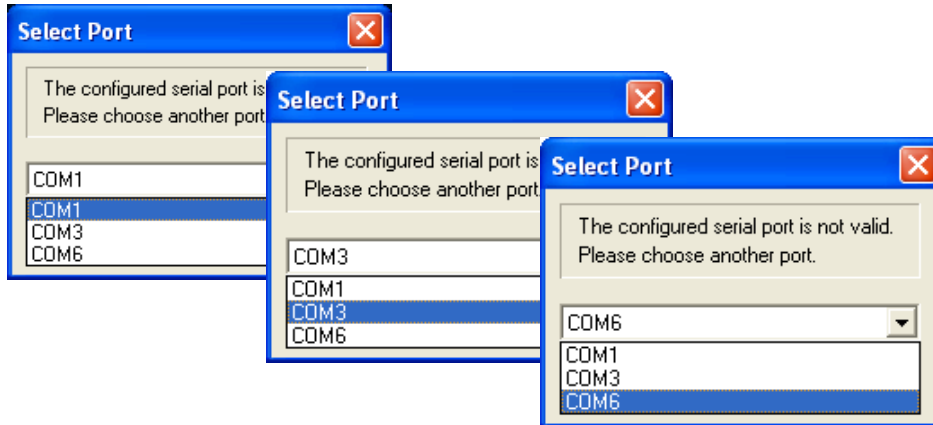 Select Port
The configured serial port is
Please choose another port
COM1
COM1
COM3
COM6
Select Port
The configured serial port is
Please choose another port
COM3
COM1
COM3
COM6
Select Port
The configured serial port is not valid.
Please choose another port.
COM6
COM1
COM3
COM6